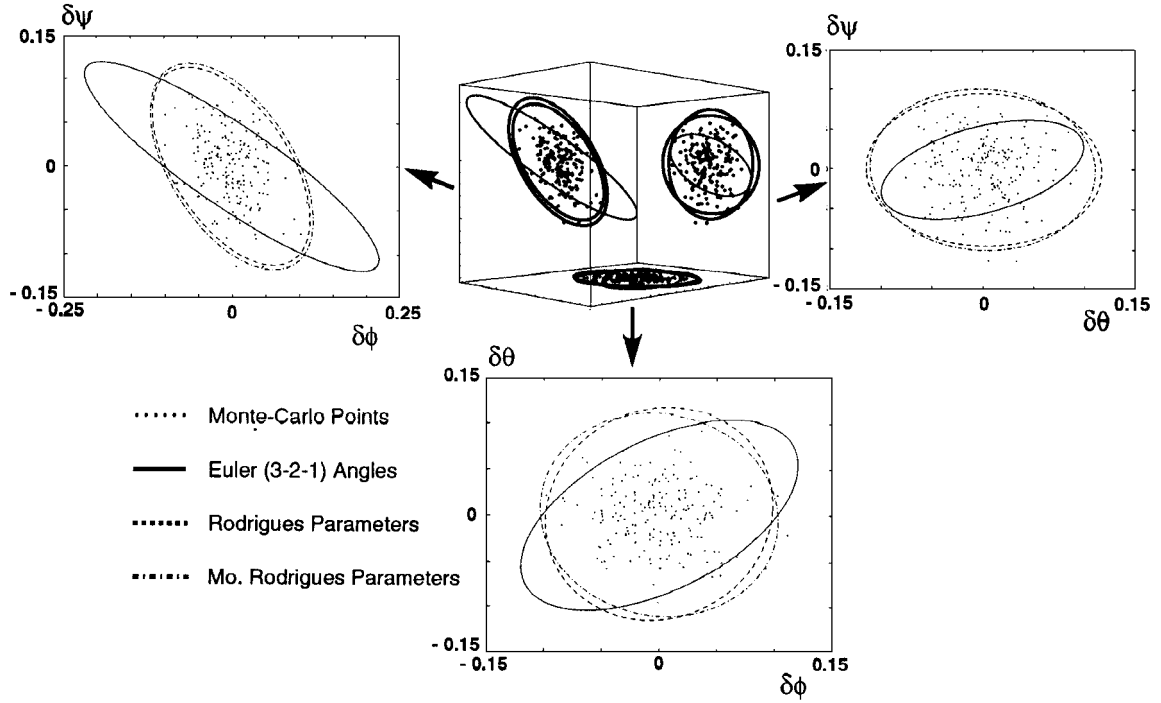 δψ
0.15
0
- 0.15
- 0.25
0
0.25
δϕ
δψ
0.15
0
- 0.15
- 0.15
0
0.15
δθ
δθ
0.15
0
- 0.15
- 0.15
0
0.15
δϕ
Monte-Carlo Points
Euler (3-2-1) Angles
Rodrigues Parameters
Mo. Rodrigues Parameters